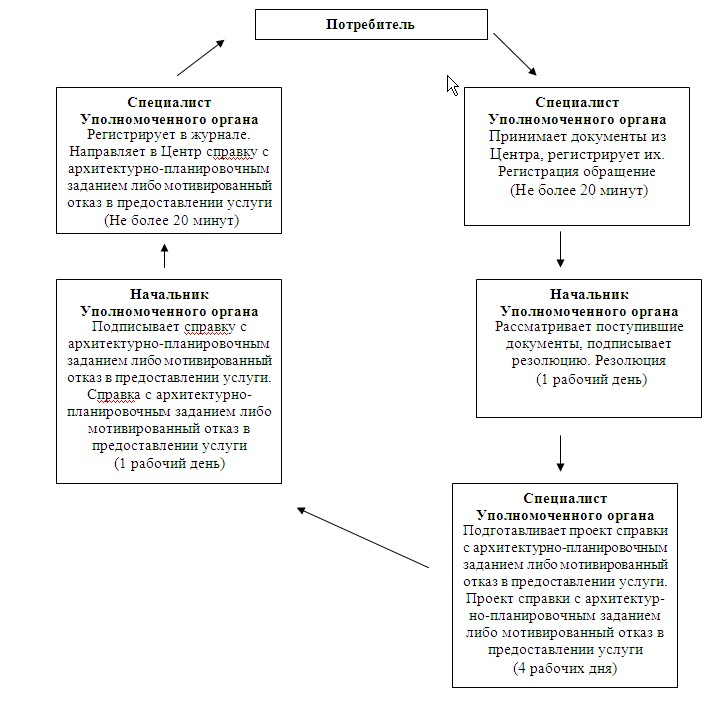 Потребитель
Специалист
Уполномоченного органа
Принимает документы из
Центра, регистрирует их.
Регистрация обращение
(Не более 20 минут)
Начальник
Уполномоченного органа
Рассматривает поступившие
документы, подписывает
резолюцию. Резолюция
(1 рабочий день)
Специалист
Уполномоченного органа
Подготавливает проект справки
с архитектурно-планировочным
заданием либо мотивированный
отказ в предоставлении услуги.
Проект справки с архитектур-
но-планировочным заданием
либо мотивированный отказ в
предоставлении услуги
(4 рабочих дня)
Начальник
Уполномоченного органа
Подписывает справку с
архитектурно-планировочным
заданием либо мотивированный
отказ в предоставлении услуги.
Справка с архитектурно-
планировочным заданием либо
мотивированный отказ в
предоставлении услуги
(1 рабочий день)
Специалист
Уполномоченного органа
Регистрирует в журнале.
Направляет в Центр справку с
архитектурно-планировочным
заданием либо мотивированный
отказ в предоставлении услуги
(Не более 20 минут)